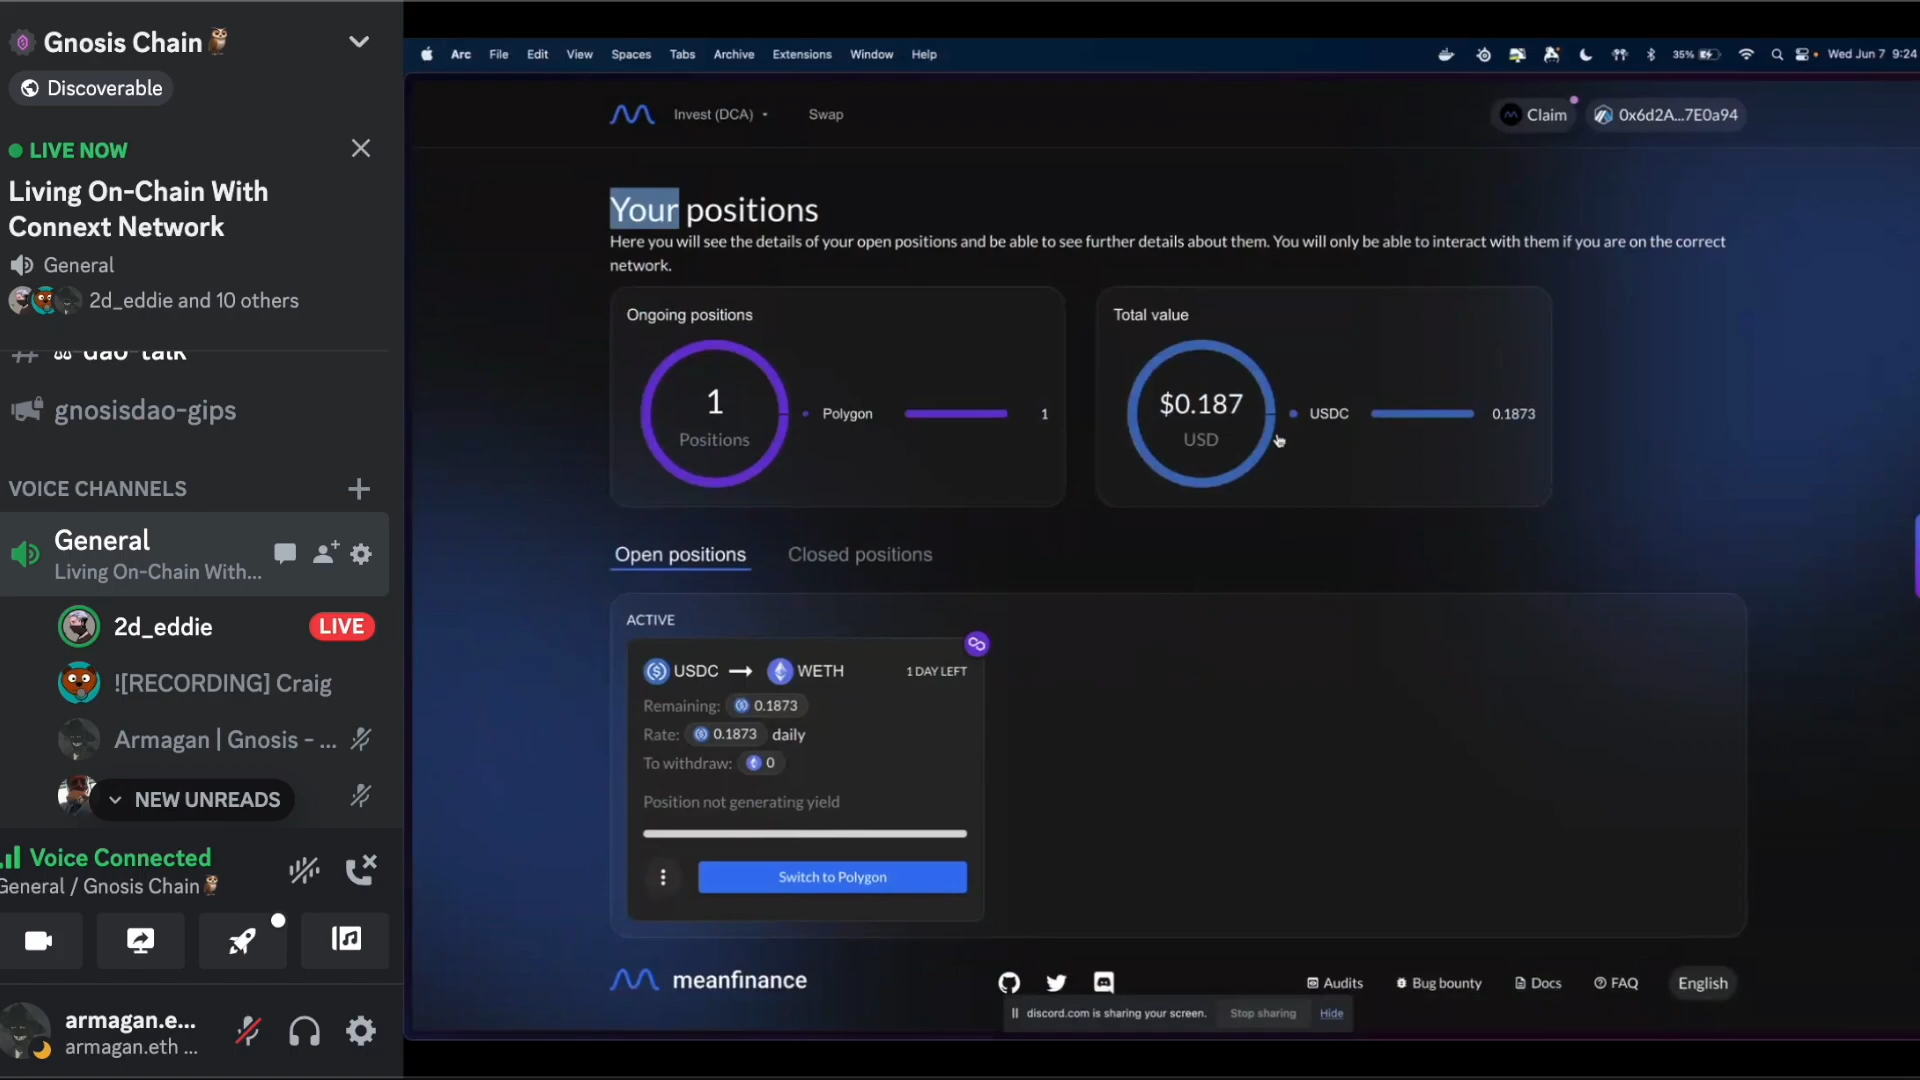 Gnosis Chain
Discoverable
LIVE NOW
Living On-Chain With
Connext Network
General
2d_eddie and 10 others
dao-talk
gnosisdao-gips
VOICE CHANNELS
General
Living On-Chain With...
2d_eddie
LIVE
![RECORDING] Craig
Armagan | Gnosis - ...
NEW UNREADS
Voice Connected
General / Gnosis Chain
armagan.e...
armagan.eth ...
Arc File Edit View Spaces Tabs Archive Extensions Window Help
35%
Wed Jun 7 9:24
Invest (DCA)
Swap
Claim
0x6d2A...7E0a94
Your positions
Here you will see the details of your open positions and be able to see further details about them. You will only be able to interact with them if you are on the correct
network.
Ongoing positions
1
Positions
Polygon
1
Total value
$0.187
USD
USDC
0.1873
Open positions
Closed positions
ACTIVE
USDC → WETH
1 DAY LEFT
Remaining: 0.1873
Rate: 0.1873 daily
To withdraw: 0
Position not generating yield
Switch to Polygon
meanfinance
Audits
Bug bounty
Docs
FAQ
English
discord.com is sharing your screen.
Stop sharing
Hide